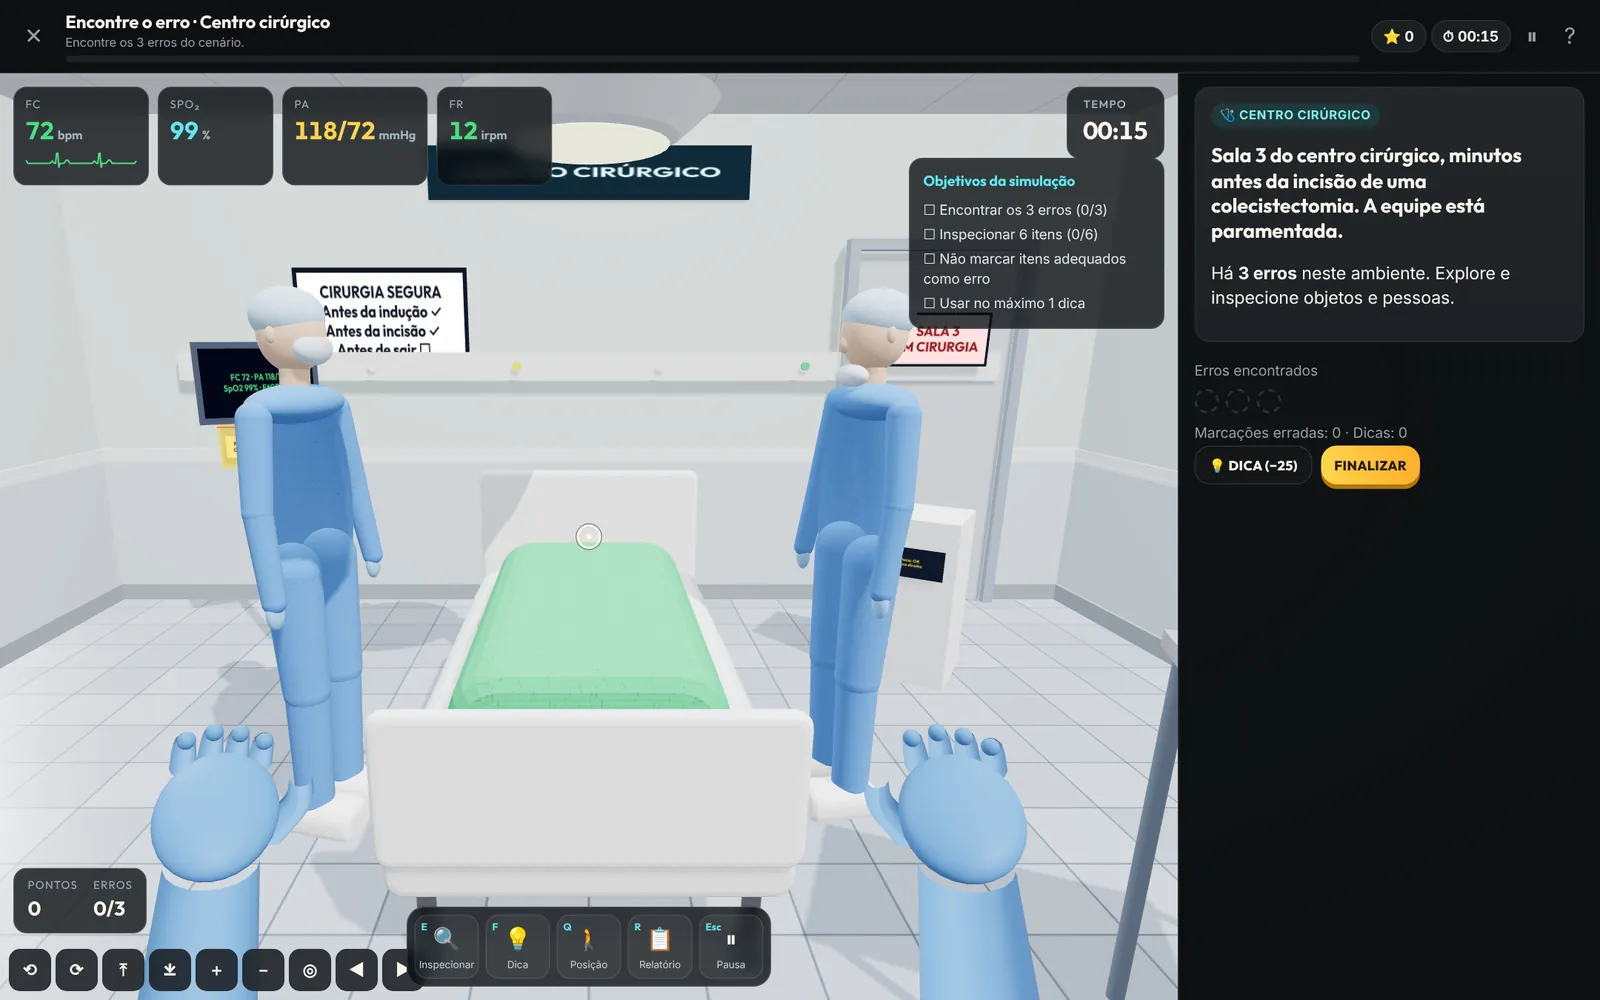 Encontre o erro · Centro cirúrgico
Encontre os 3 erros do cenário.
⭐ 0
⏱ 00:15
?
FC
72 bpm
SPO₂
99 %
PA
118/72 mmHg
FR
12 irpm
TEMPO
00:15
O CIRÚRGICO
Objetivos da simulação
☐ Encontrar os 3 erros (0/3)
☐ Inspecionar 6 itens (0/6)
☐ Não marcar itens adequados
como erro
☐ Usar no máximo 1 dica
CIRURGIA SEGURA
Antes da indução ✓
Antes da incisão ✓
Antes de sair ☐
SALA 3
M CIRURGIA
FC 72 · PA 118/
SpO2 99% ·
CENTRO CIRÚRGICO
Sala 3 do centro cirúrgico, minutos
antes da incisão de uma
colecistectomia. A equipe está
paramentada.
Há 3 erros neste ambiente. Explore e
inspecione objetos e pessoas.
Erros encontrados
Marcações erradas: 0 · Dicas: 0
DICA (−25)
FINALIZAR
PONTOS
0
ERROS
0/3
E
Inspecionar
F
Dica
Q
Posição
R
Relatório
Esc
Pausa